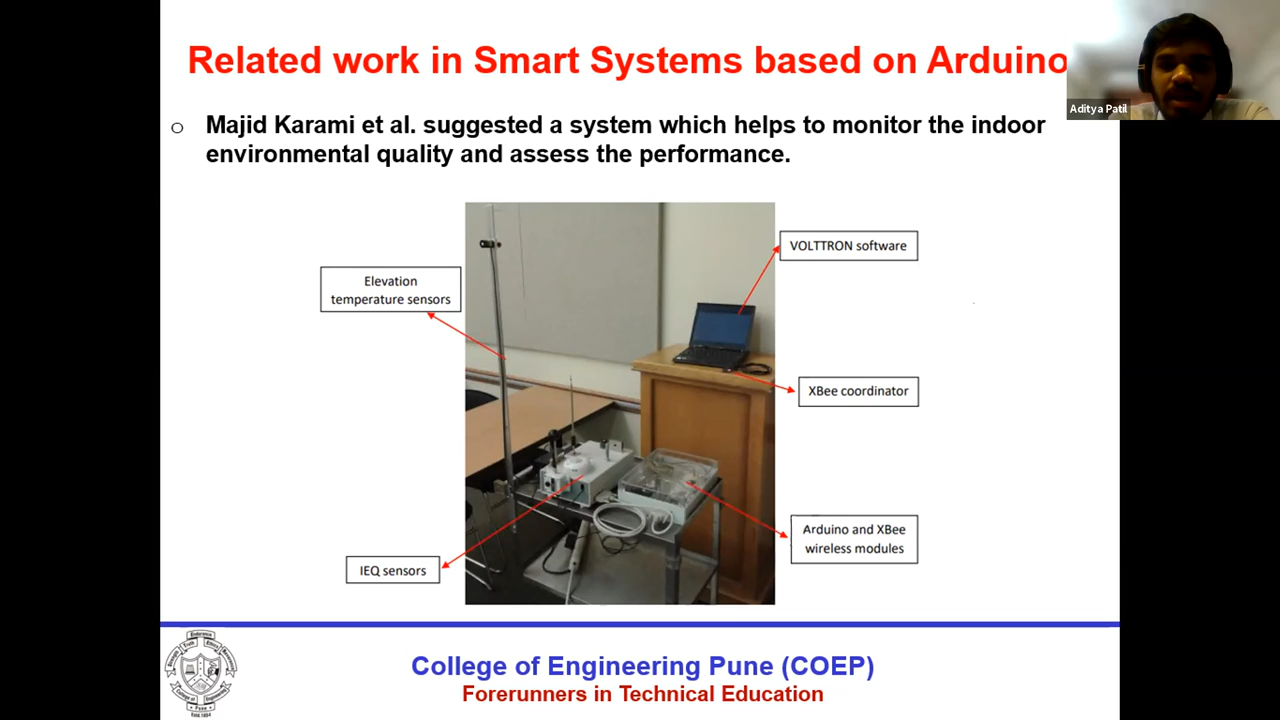 Related work in Smart Systems based on Arduino
Aditya Patil
o Majid Karami et al. suggested a system which helps to monitor the indoor
environmental quality and assess the performance.
VOLTTRON software
Elevation
temperature sensors
XBee coordinator
Arduino and XBee
wireless modules
IEQ sensors
College of Engineering Pune (COEP)
Forerunners in Technical Education